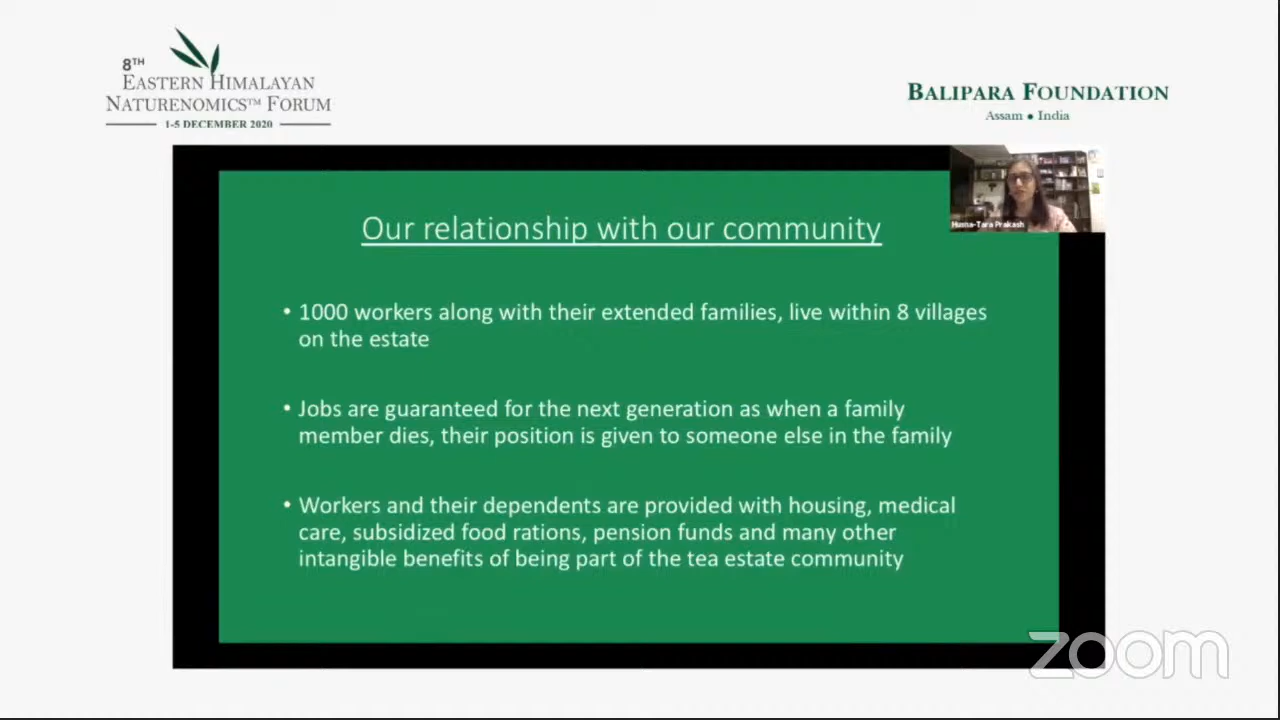 8TH
EASTERN HIMALAYAN
NATURENOMICS™ FORUM
1-5 DECEMBER 2020
BALIPARA FOUNDATION
Assam • India
Husna-Tara Prakash
Our relationship with our community
• 1000 workers along with their extended families, live within 8 villages
on the estate
• Jobs are guaranteed for the next generation as when a family
member dies, their position is given to someone else in the family
• Workers and their dependents are provided with housing, medical
care, subsidized food rations, pension funds and many other
intangible benefits of being part of the tea estate community
zoom